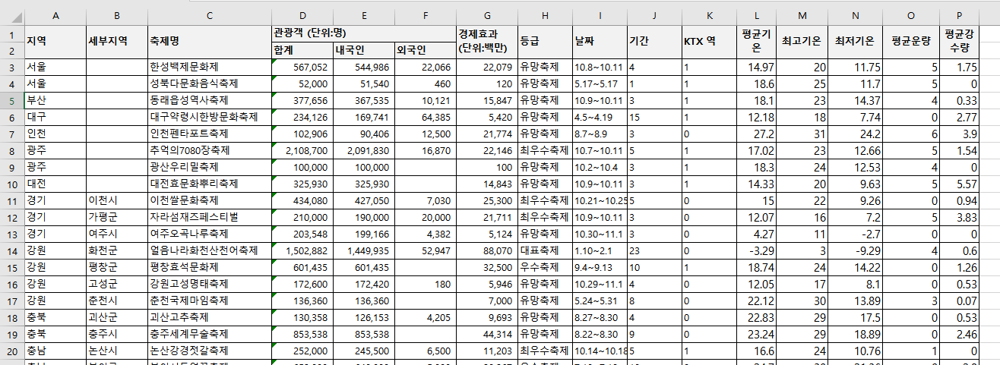 A B C D E F G H I J K L M N O P
1 지역 세부지역 축제명 관광객 (단위:명) 경제효과 (단위:백만) 등급 날짜 기간 KTX 역 평균기온 최고기온 최저기온 평균운량 평균강수량
2 합계 내국인 외국인
3 서울 한성백제문화제 567,052 544,986 22,066 22,079 유망축제 10.8~10.11 4 1 14.97 20 11.75 5 1.75
4 서울 성북다문화음식축제 52,000 51,540 460 120 유망축제 5.17~5.17 1 1 18.6 25 11.7 5 0
5 부산 동래읍성역사축제 377,656 367,535 10,121 15,847 유망축제 10.9~10.11 3 1 18.1 23 14.37 4 0.33
6 대구 대구약령시한방문화축제 234,126 169,741 64,385 5,420 유망축제 4.5~4.19 15 1 12.18 18 7.74 0 2.77
7 인천 인천펜타포트축제 102,906 90,406 12,500 21,774 유망축제 8.7~8.9 3 0 27.2 31 24.2 6 3.9
8 광주 추억의7080장축제 2,108,700 2,091,830 16,870 22,146 최우수축제 10.7~10.11 5 1 17.02 23 12.66 5 1.54
9 광주 광산우리밀축제 100,000 100,000 100 유망축제 10.2~10.4 3 1 18.3 24 12.53 4 0
10 대전 대전효문화뿌리축제 325,930 325,930 14,843 유망축제 10.9~10.11 3 1 14.33 20 9.63 5 5.57
11 경기 이천시 이천쌀문화축제 434,080 427,050 7,030 25,300 최우수축제 10.21~10.25 5 0 15 22 9.26 0 0.94
12 경기 가평군 자라섬재즈페스티벌 210,000 190,000 20,000 21,711 최우수축제 10.9~10.11 3 0 12.07 16 7.2 5 3.83
13 경기 여주시 여주오곡나루축제 203,548 199,166 4,382 5,124 유망축제 10.30~11.1 3 0 4.27 11 -2.7 0 0
14 강원 화천군 얼음나라화천산천어축제 1,502,882 1,449,935 52,947 88,070 대표축제 1.10~2.1 23 0 -3.29 3 -9.29 4 0.6
15 강원 평창군 평창효석문화제 601,435 601,435 32,500 우수축제 9.4~9.13 10 1 18.74 24 14.22 0 1.26
16 강원 고성군 강원고성명태축제 172,600 172,420 180 5,946 유망축제 10.29~11.1 4 0 12.05 17 8.1 0 0.53
17 강원 춘천시 춘천국제마임축제 136,360 136,360 7,000 유망축제 5.24~5.31 8 0 22.12 30 13.89 3 0.07
18 충북 괴산군 괴산고추축제 130,358 126,153 4,205 9,693 유망축제 8.27~8.30 4 0 22.83 29 17.5 0 0.53
19 충북 충주시 충주세계무술축제 853,538 853,538 44,314 유망축제 8.22~8.30 9 0 23.24 29 18.89 0 2.46
20 충남 논산시 논산강경젓갈축제 252,000 245,500 6,500 11,203 최우수축제 10.14~10.18 5 1 16.6 24 10.76 1 0